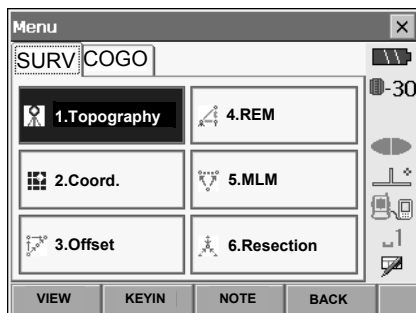 Menu
SURV COGO
1.Topography
4.REM
-30
2.Coord.
5.MLM
3.Offset
6.Resection
1
VIEW KEYIN NOTE BACK